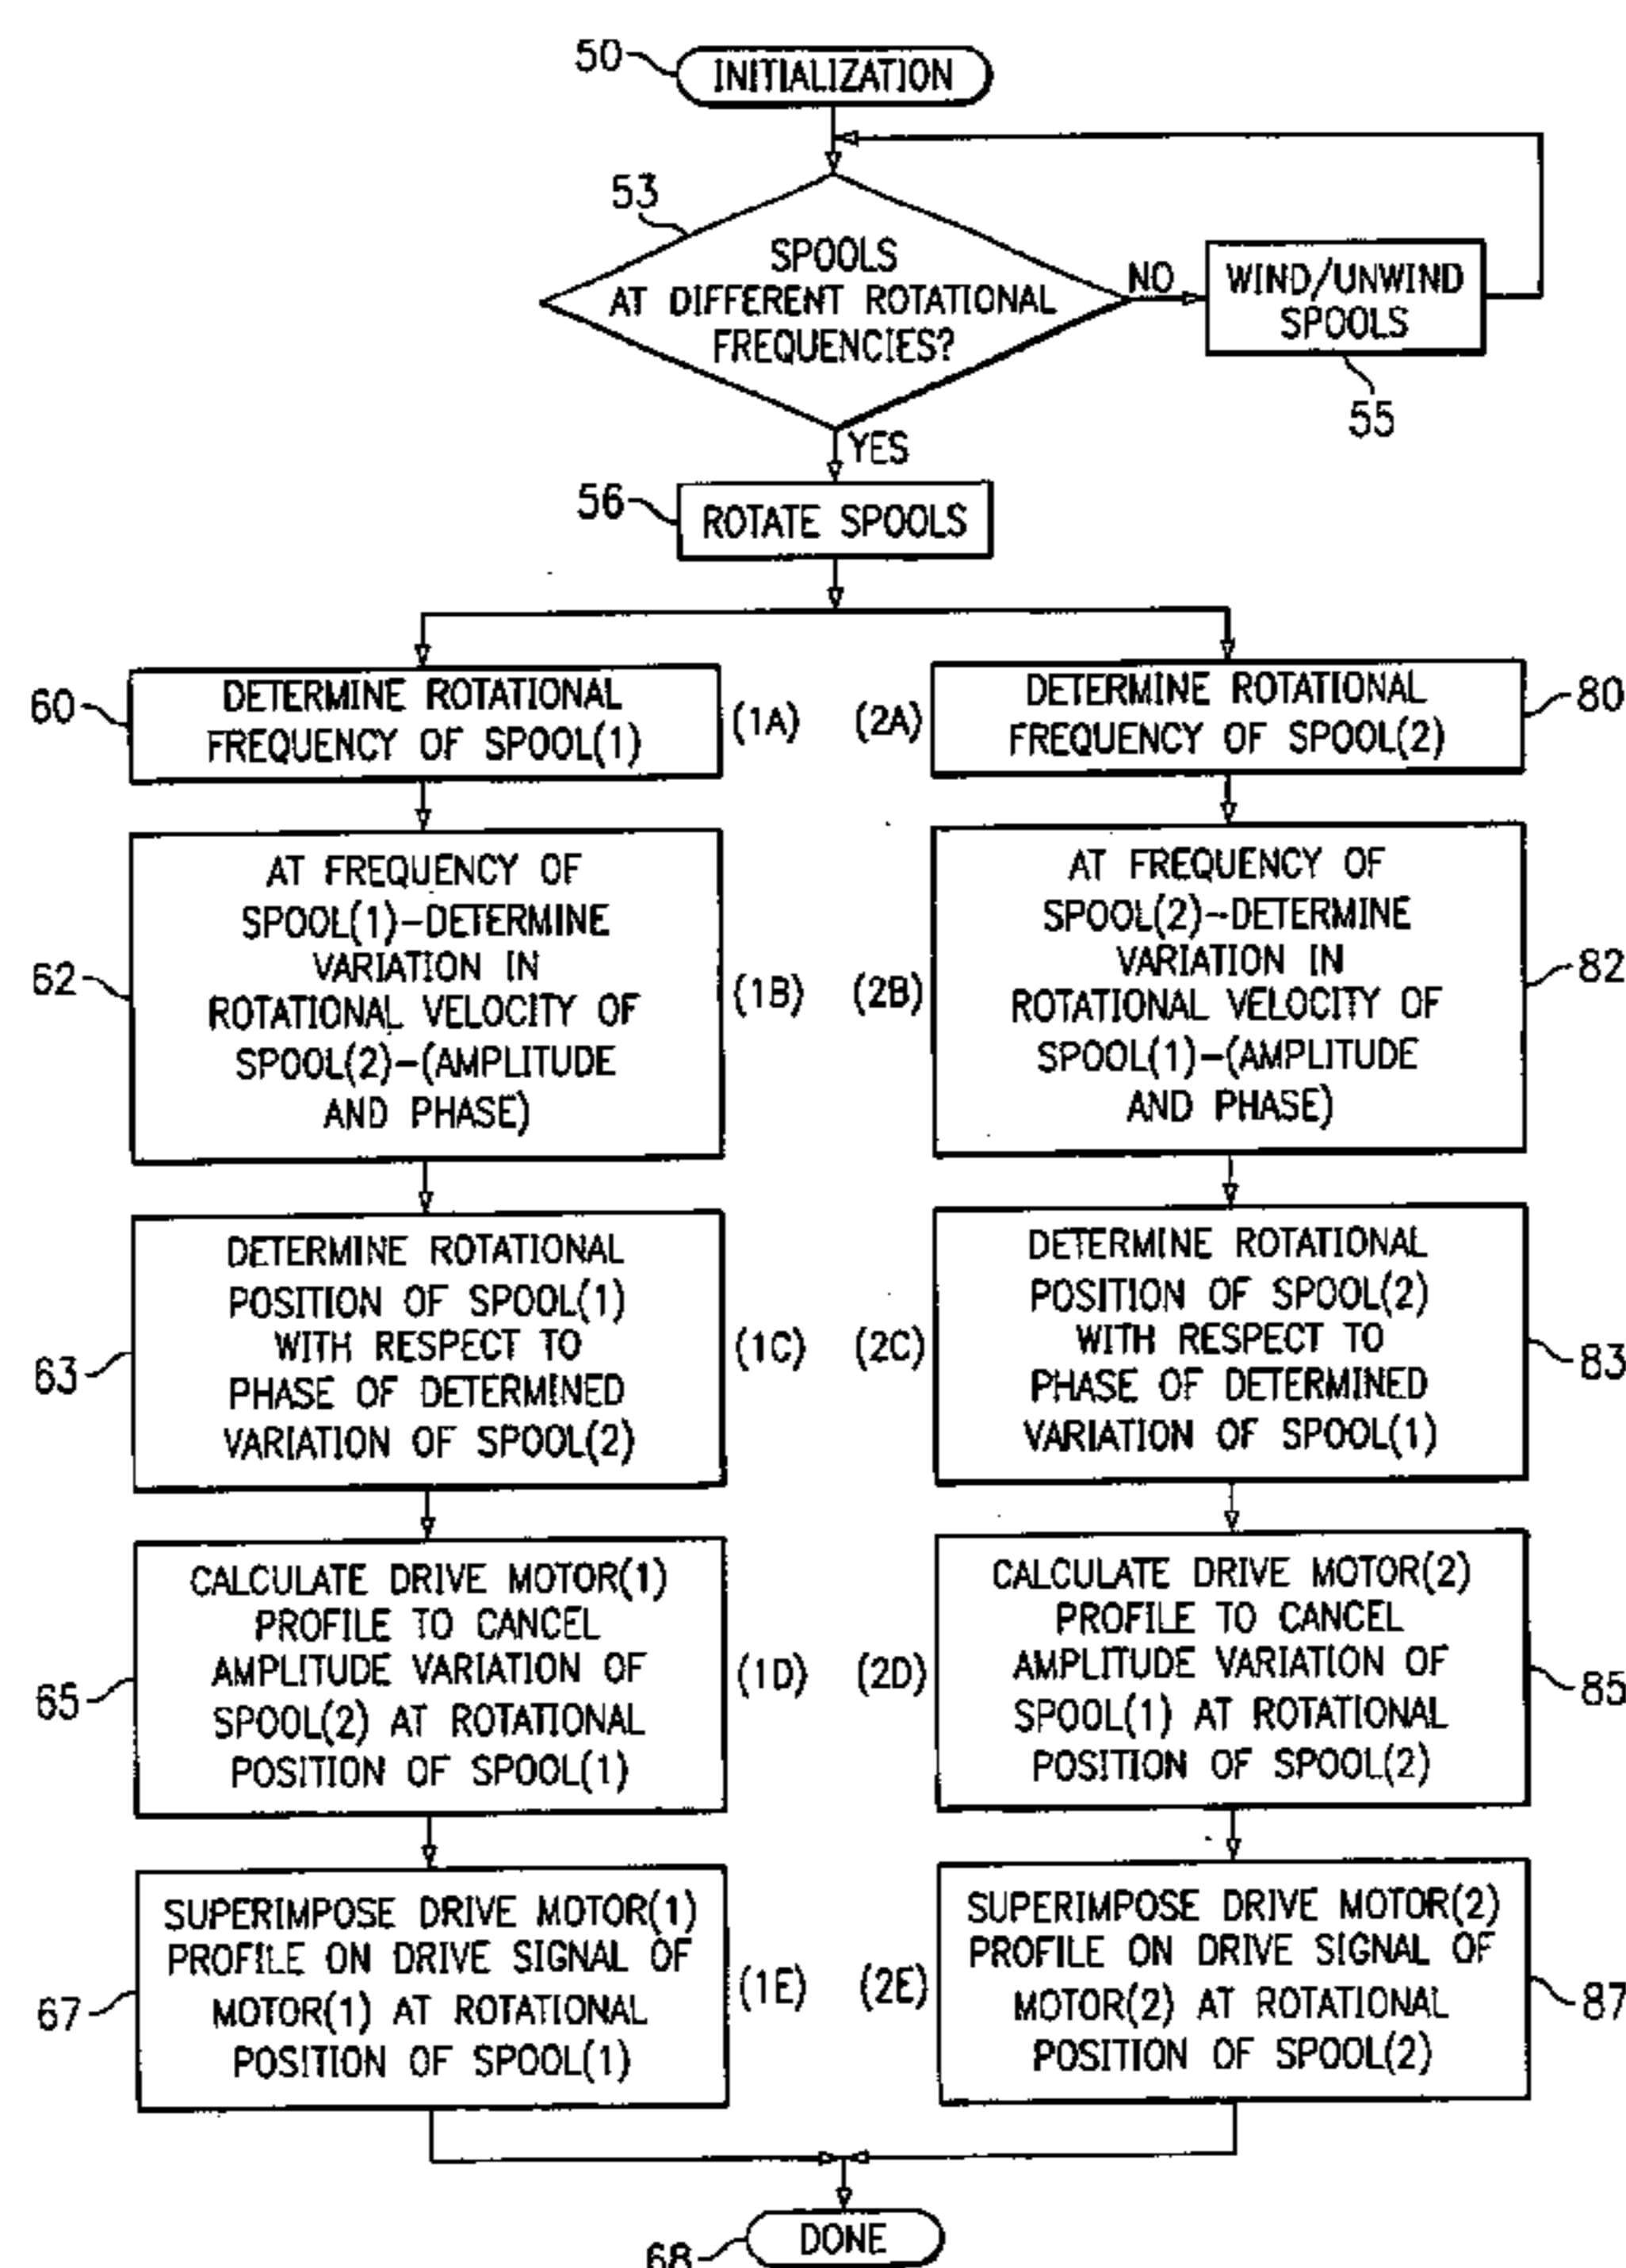 50
INITIALIZATION
53
SPOOLS
AT DIFFERENT ROTATIONAL
FREQUENCIES?
NO
WIND/UNWIND
SPOOLS
55
YES
56
ROTATE SPOOLS
60
DETERMINE ROTATIONAL
FREQUENCY OF SPOOL(1)
(1A)
(2A)
DETERMINE ROTATIONAL
FREQUENCY OF SPOOL(2)
80
62
AT FREQUENCY OF
SPOOL(1)-DETERMINE
VARIATION IN
ROTATIONAL VELOCITY OF
SPOOL(2)-(AMPLITUDE
AND PHASE)
(1B)
(2B)
AT FREQUENCY OF
SPOOL(2)-DETERMINE
VARIATION IN
ROTATIONAL VELOCITY OF
SPOOL(1)-(AMPLITUDE
AND PHASE)
82
63
DETERMINE ROTATIONAL
POSITION OF SPOOL(1)
WITH RESPECT TO
PHASE OF DETERMINED
VARIATION OF SPOOL(2)
(1C)
(2C)
DETERMINE ROTATIONAL
POSITION OF SPOOL(2)
WITH RESPECT TO
PHASE OF DETERMINED
VARIATION OF SPOOL(1)
83
65
CALCULATE DRIVE MOTOR(1)
PROFILE TO CANCEL
AMPLITUDE VARIATION OF
SPOOL(2) AT ROTATIONAL
POSITION OF SPOOL(1)
(1D)
(2D)
CALCULATE DRIVE MOTOR(2)
PROFILE TO CANCEL
AMPLITUDE VARIATION OF
SPOOL(1) AT ROTATIONAL
POSITION OF SPOOL(2)
85
67
SUPERIMPOSE DRIVE MOTOR(1)
PROFILE ON DRIVE SIGNAL OF
MOTOR(1) AT ROTATIONAL
POSITION OF SPOOL(1)
(1E)
(2E)
SUPERIMPOSE DRIVE MOTOR(2)
PROFILE ON DRIVE SIGNAL OF
MOTOR(2) AT ROTATIONAL
POSITION OF SPOOL(2)
87
68
DONE